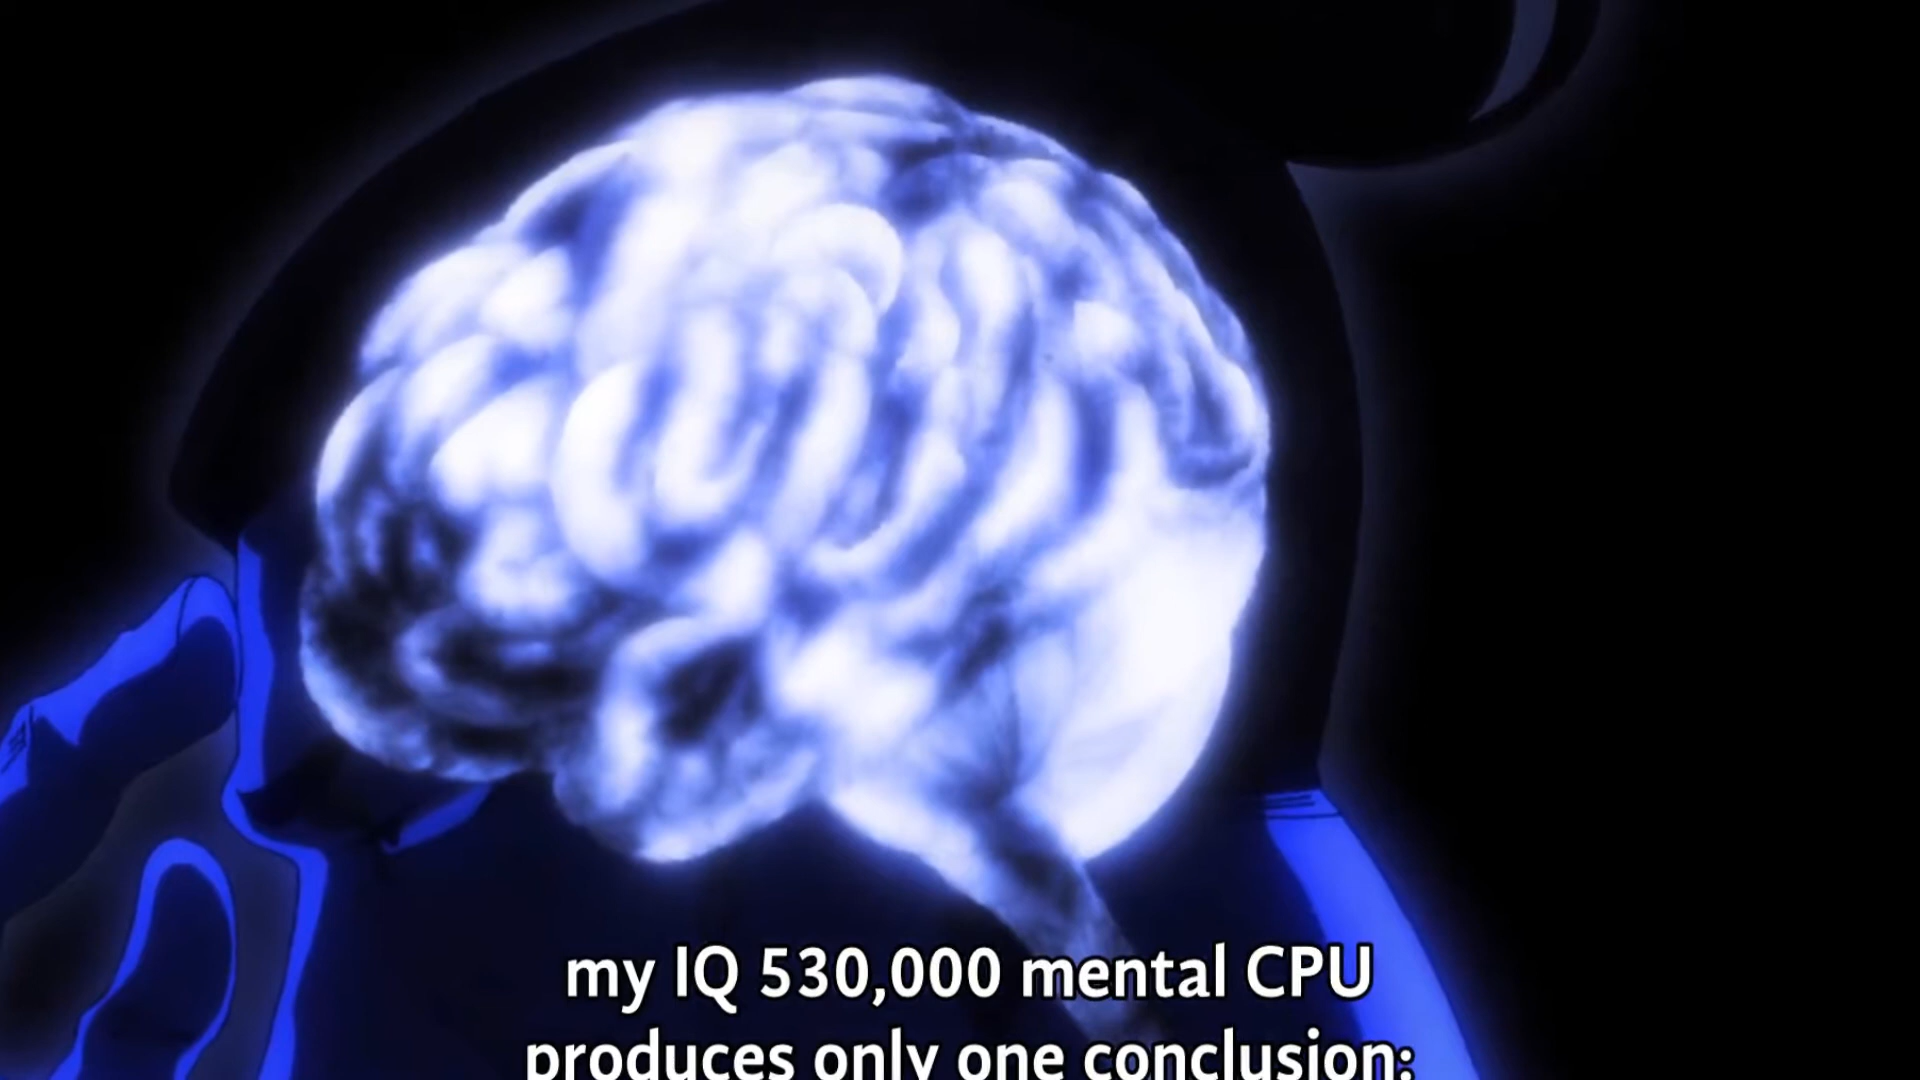 my IQ 530,000 mental CPU
produces only one conclusion: